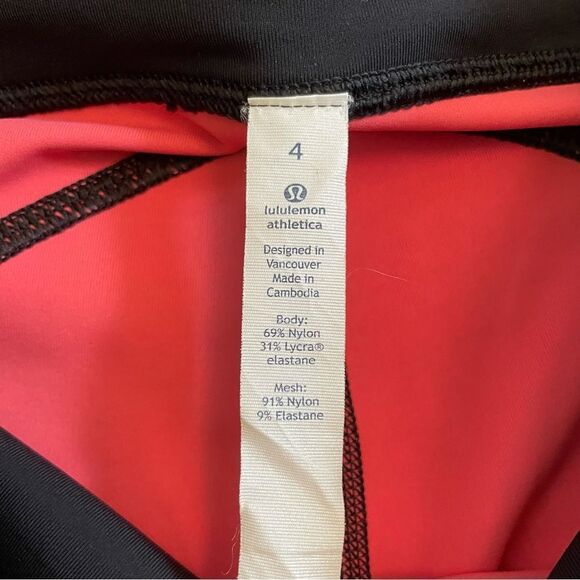 4
lululemon
athletica
Designed in
Vancouver
Made in
Cambodia
Body:
69% Nylon
31% Lycra®
elastane
Mesh:
91% Nylon
9% Elastane